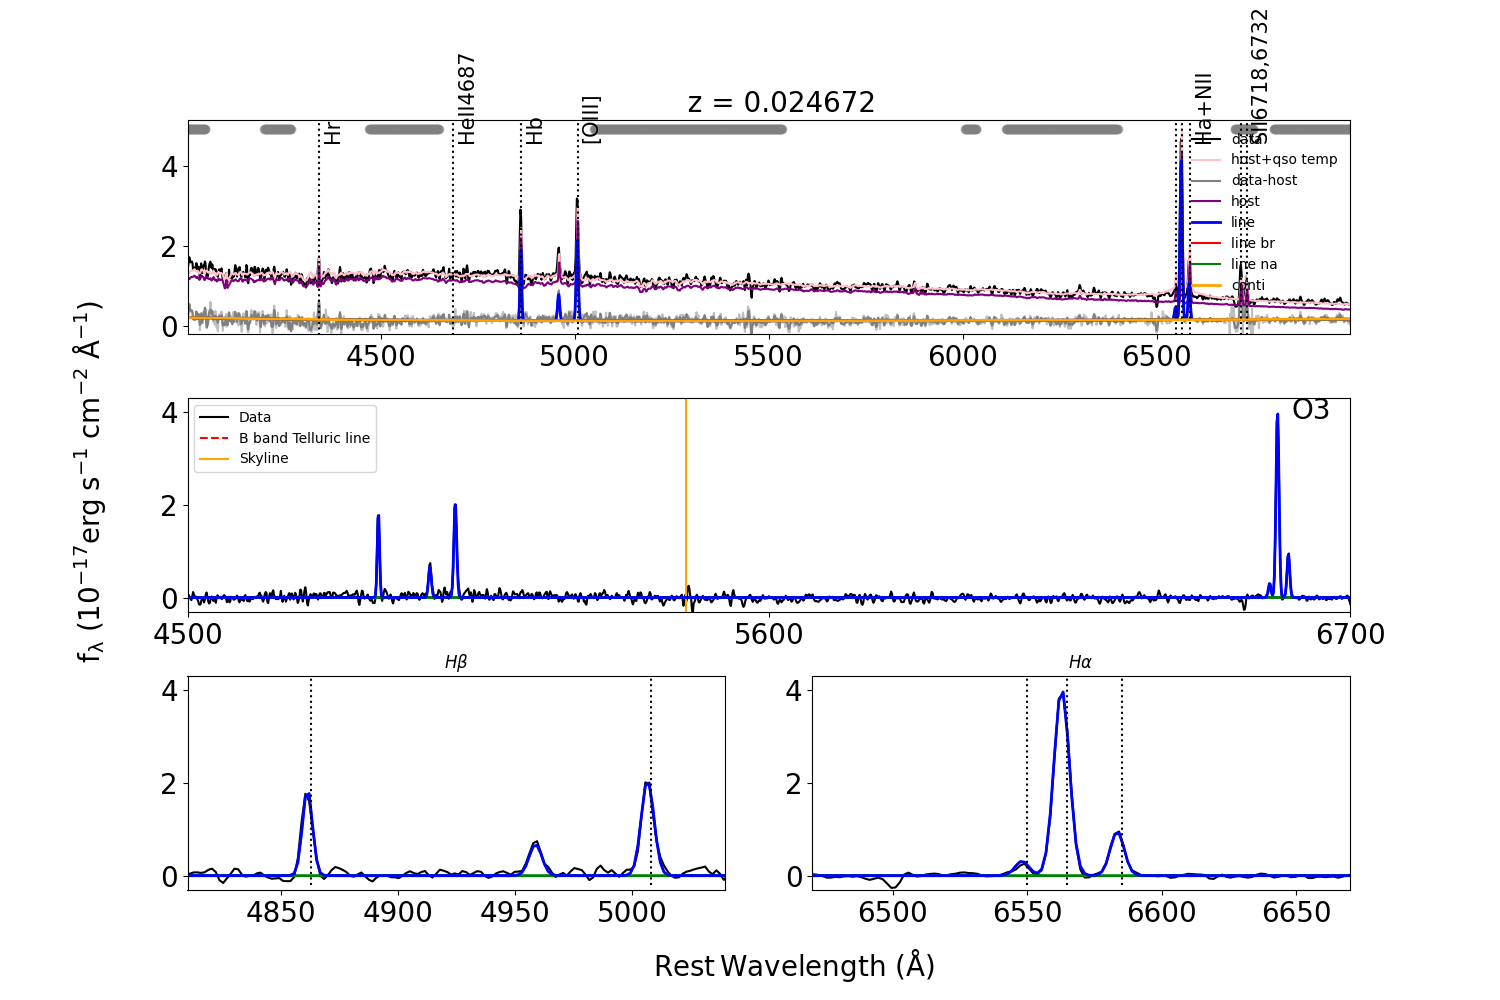 z = 0.024672
Hr
HeII4687
Hb
[OIII]
Ha+NII
SII6718,6732
data
host+qso temp
data-host
host
line
line br
line na
conti
4
2
0
4500
5000
5500
6000
6500
fλ (10⁻¹⁷erg s⁻¹ cm⁻² Å⁻¹)
Data
B band Telluric line
Skyline
O3
4
2
0
4500
5600
6700
Hβ
4
2
0
4850
4900
4950
5000
Hα
4
2
0
6500
6550
6600
6650
Rest Wavelength (Å)